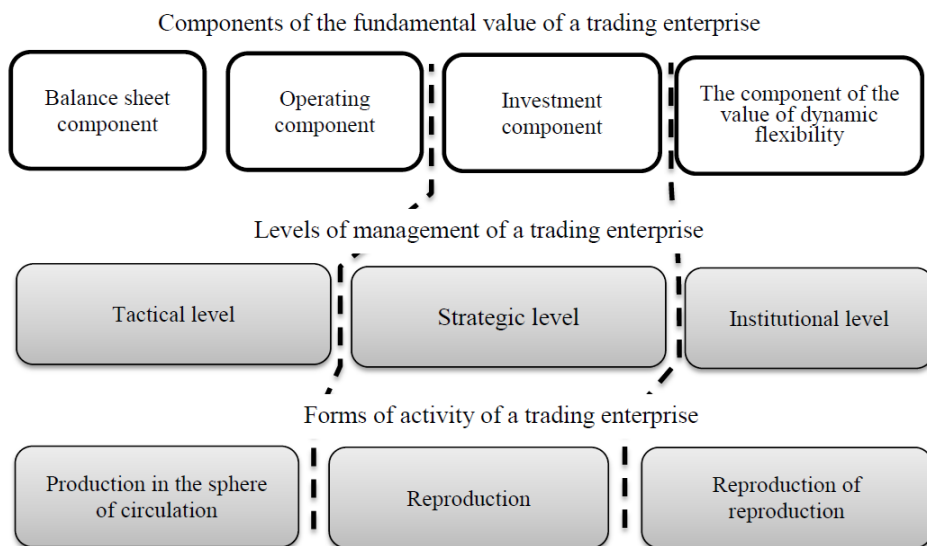 Components of the fundamental value of a trading enterprise
Balance sheet
component
Operating
component
Investment
component
The component of the
value of dynamic
flexibility
Levels of management of a trading enterprise
Tactical level
Strategic level
Institutional level
Forms of activity of a trading enterprise
Production in the sphere
of circulation
Reproduction
Reproduction of
reproduction